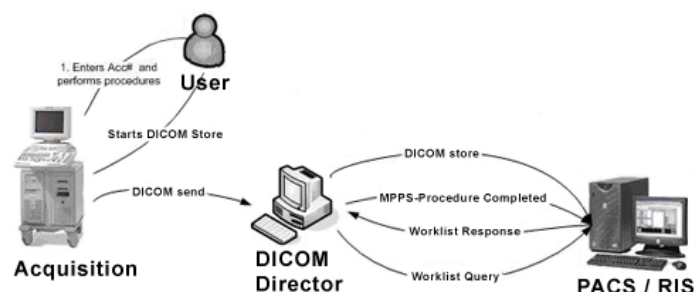 1. Enters Acc# and
performs procedures
User
Starts DICOM Store
DICOM send
Acquisition
DICOM store
MPPS-Procedure Completed
Worklist Response
Worklist Query
DICOM
Director
PACS / RIS